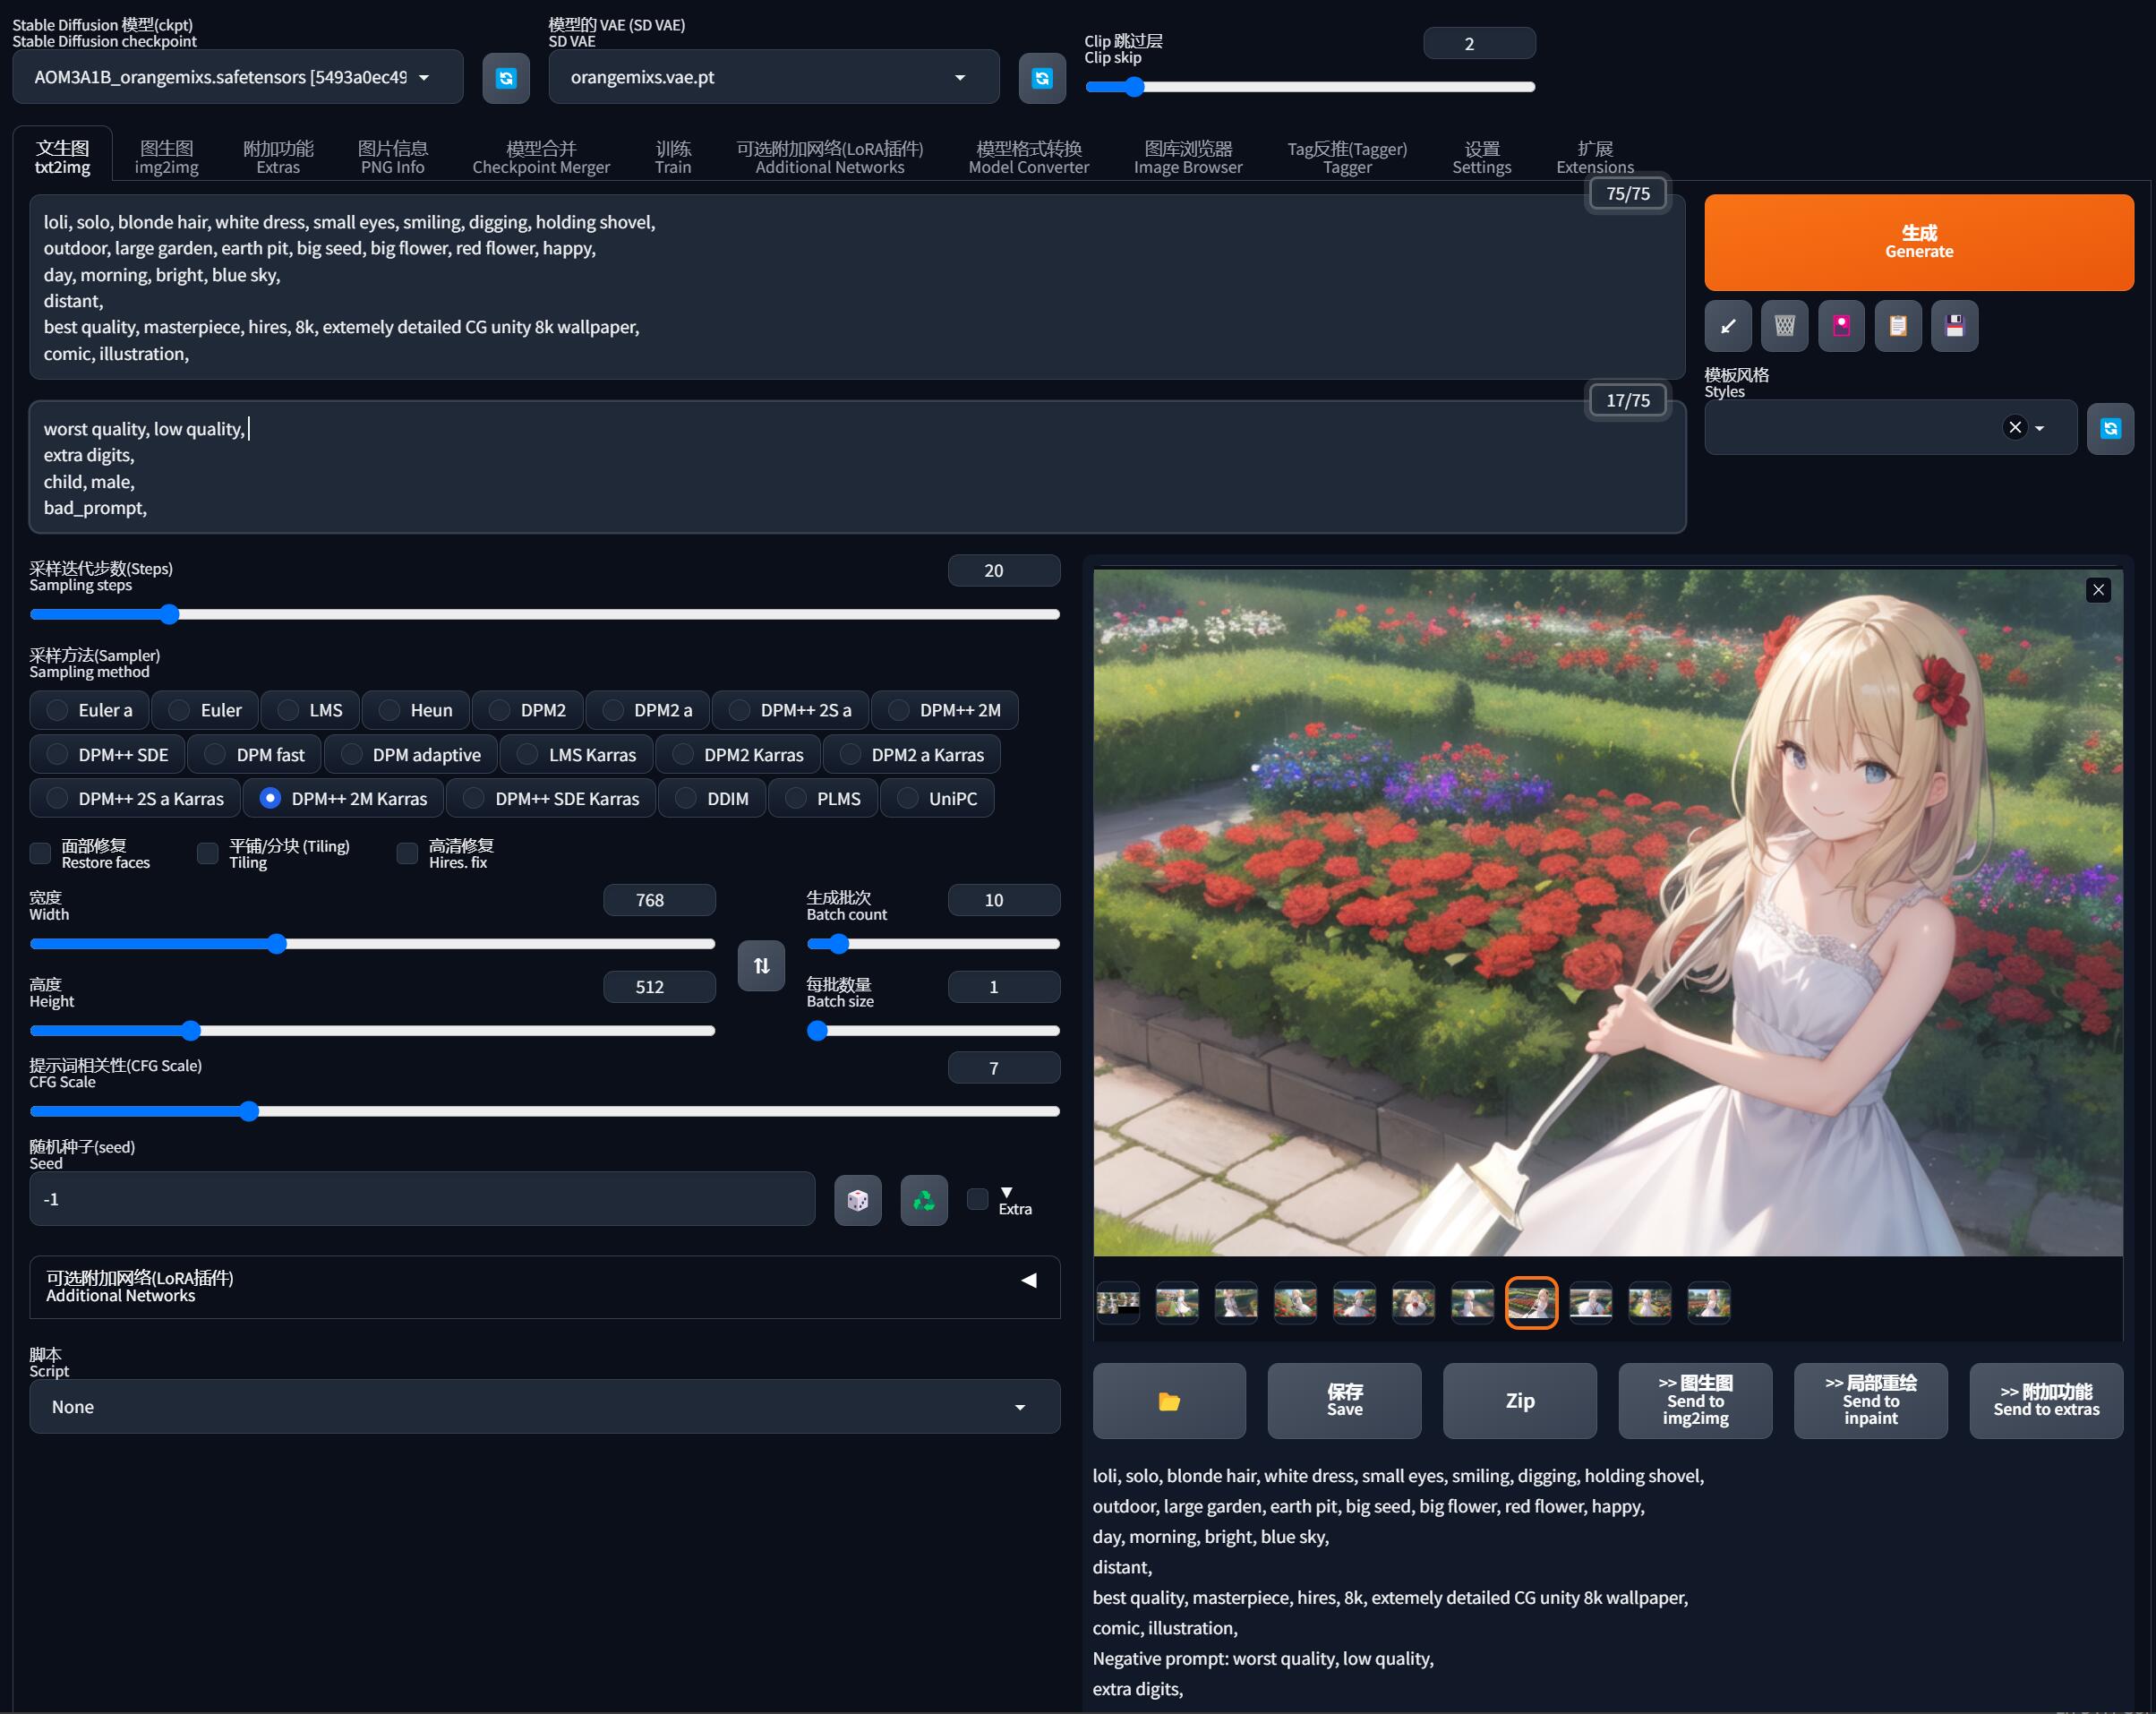 Stable Diffusion 模型(ckpt)
Stable Diffusion checkpoint
AOM3A1B_orangemixs.safetensors [5493a0ec49
模型的 VAE (SD VAE)
SD VAE
orangemixs.vae.pt
Clip 跳过层
Clip skip
2
文生图
txt2img
图生图
img2img
附加功能
Extras
图片信息
PNG Info
模型合并
Checkpoint Merger
训练
Train
可选附加网络(LoRA插件)
Additional Networks
模型格式转换
Model Converter
图库浏览器
Image Browser
Tag反推(Tagger)
Tagger
设置
Settings
扩展
Extensions
75/75
loli, solo, blonde hair, white dress, small eyes, smiling, digging, holding shovel,
outdoor, large garden, earth pit, big seed, big flower, red flower, happy,
day, morning, bright, blue sky,
distant,
best quality, masterpiece, hires, 8k, extemely detailed CG unity 8k wallpaper,
comic, illustration,
生成
Generate
模板风格
Styles
17/75
worst quality, low quality,
extra digits,
child, male,
bad_prompt,
采样迭代步数(Steps)
Sampling steps
20
采样方法(Sampler)
Sampling method
Euler a
Euler
LMS
Heun
DPM2
DPM2 a
DPM++ 2S a
DPM++ 2M
DPM++ SDE
DPM fast
DPM adaptive
LMS Karras
DPM2 Karras
DPM2 a Karras
DPM++ 2S a Karras
DPM++ 2M Karras
DPM++ SDE Karras
DDIM
PLMS
UniPC
面部修复
Restore faces
平铺/分块 (Tiling)
Tiling
高清修复
Hires. fix
宽度
Width
768
生成批次
Batch count
10
高度
Height
512
每批数量
Batch size
1
提示词相关性(CFG Scale)
CFG Scale
7
随机种子(seed)
Seed
-1
Extra
可选附加网络(LoRA插件)
Additional Networks
脚本
Script
None
保存
Save
Zip
>> 图生图
Send to
img2img
>> 局部重绘
Send to
inpaint
>> 附加功能
Send to extras
loli, solo, blonde hair, white dress, small eyes, smiling, digging, holding shovel,
outdoor, large garden, earth pit, big seed, big flower, red flower, happy,
day, morning, bright, blue sky,
distant,
best quality, masterpiece, hires, 8k, extemely detailed CG unity 8k wallpaper,
comic, illustration,
Negative prompt: worst quality, low quality,
extra digits,